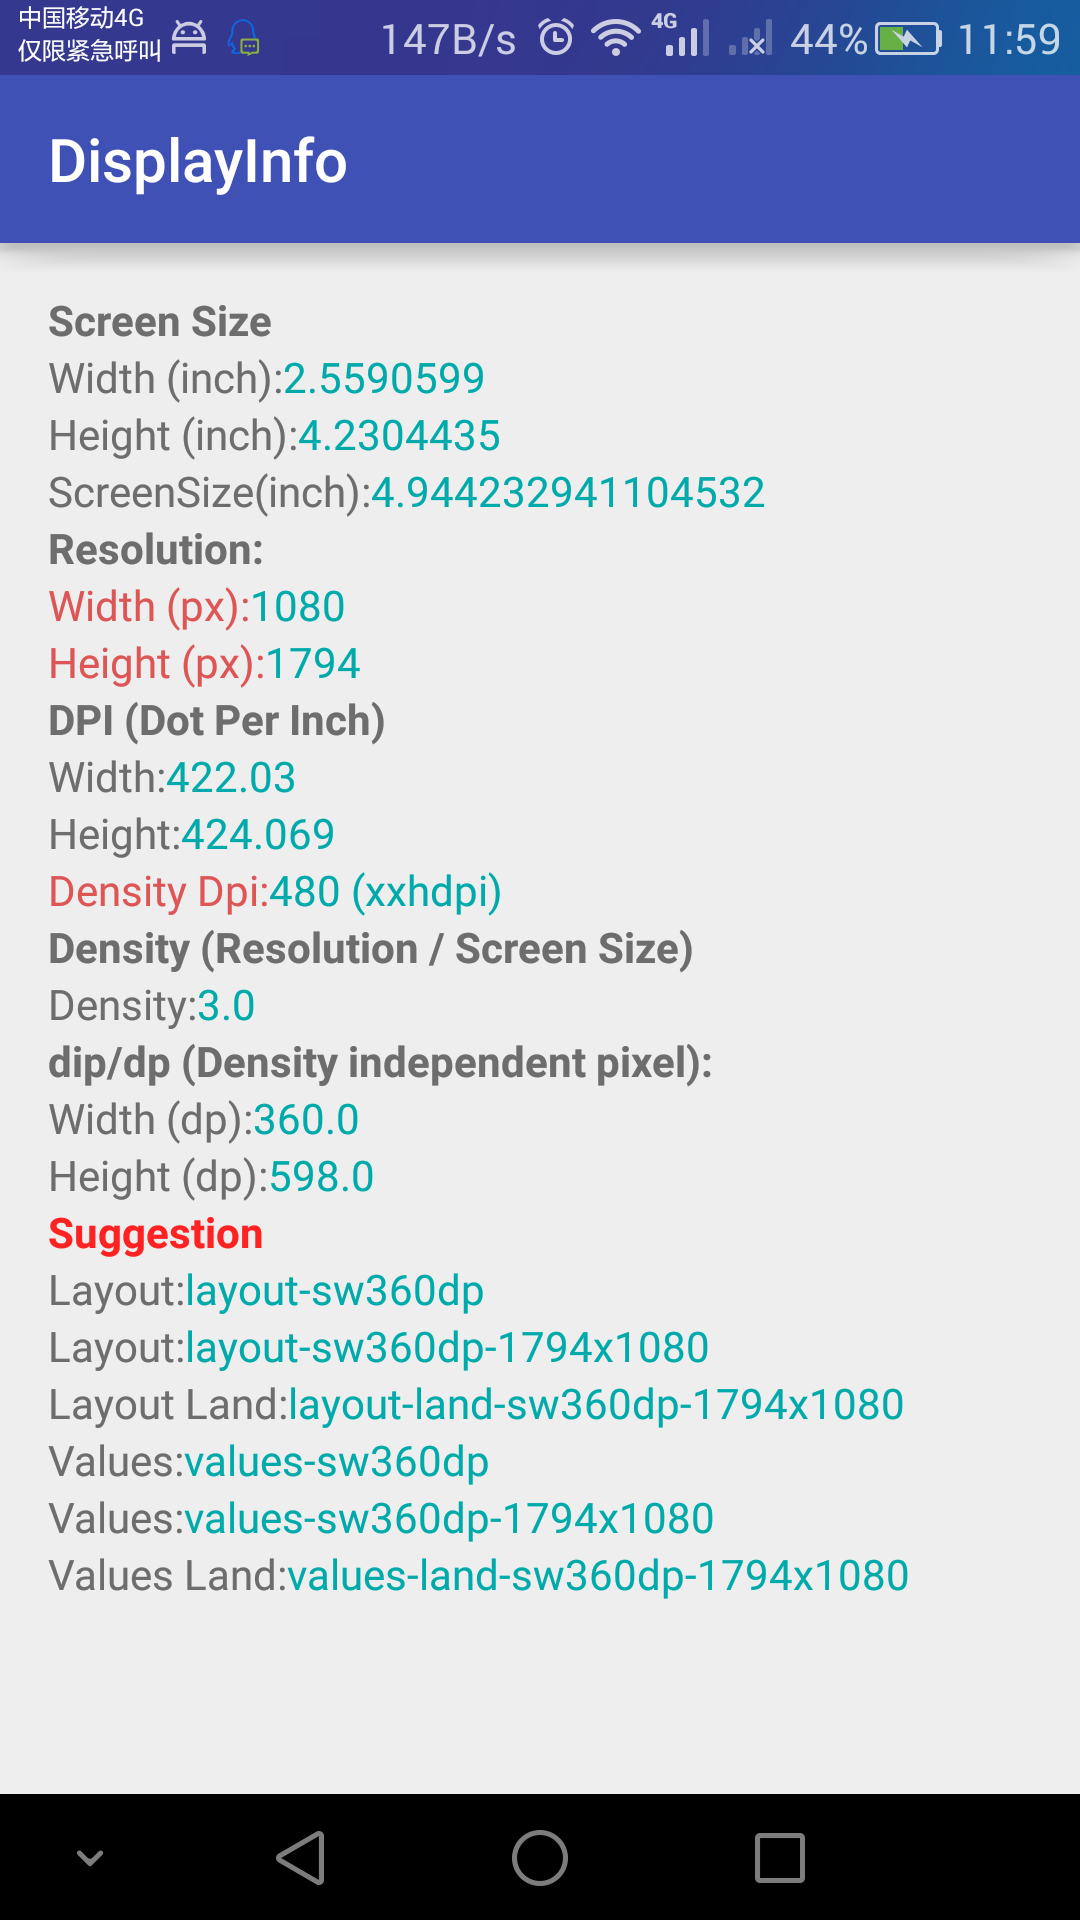 中国移动4G
仅限紧急呼叫
147B/s 4G 44% 11:59
DisplayInfo
Screen Size
Width (inch):2.5590599
Height (inch):4.2304435
ScreenSize(inch):4.944232941104532
Resolution:
Width (px):1080
Height (px):1794
DPI (Dot Per Inch)
Width:422.03
Height:424.069
Density Dpi:480 (xxhdpi)
Density (Resolution / Screen Size)
Density:3.0
dip/dp (Density independent pixel):
Width (dp):360.0
Height (dp):598.0
Suggestion
Layout:layout-sw360dp
Layout:layout-sw360dp-1794x1080
Layout Land:layout-land-sw360dp-1794x1080
Values:values-sw360dp
Values:values-sw360dp-1794x1080
Values Land:values-land-sw360dp-1794x1080